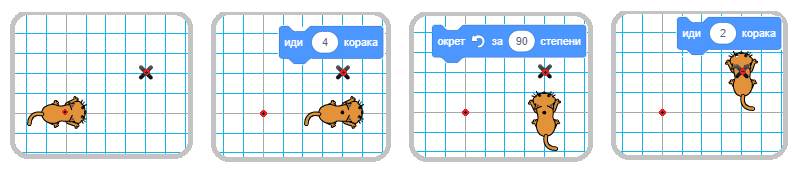 иди 4 корака
окрет за 90 степени
иди 2 корака